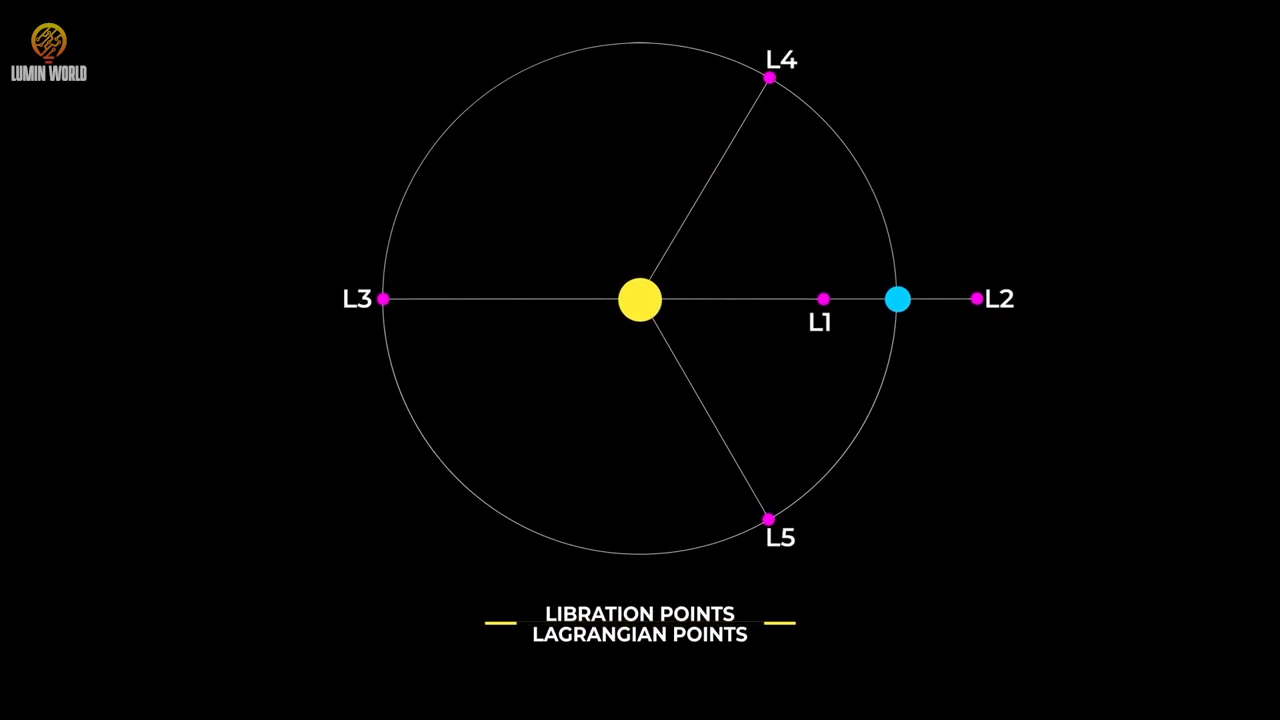 LUMIN WORLD
L4
L3
L2
L1
L5
LIBRATION POINTS
LAGRANGIAN POINTS